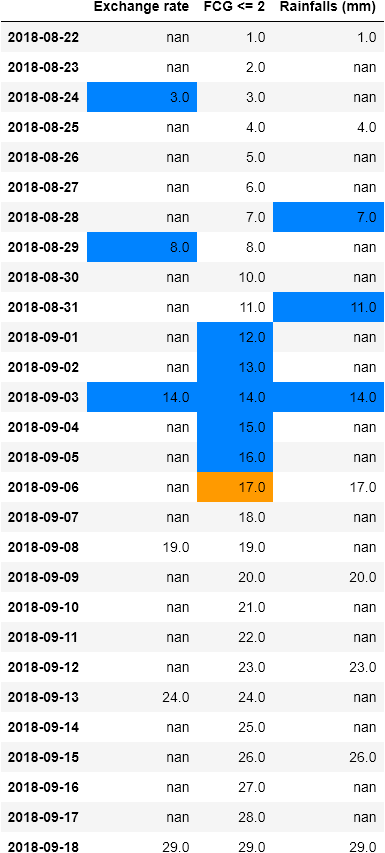 Exchange rate FCG <= 2 Rainfalls (mm)
2018-08-22 nan 1.0 1.0
2018-08-23 nan 2.0 nan
2018-08-24 3.0 3.0 nan
2018-08-25 nan 4.0 4.0
2018-08-26 nan 5.0 nan
2018-08-27 nan 6.0 nan
2018-08-28 nan 7.0 7.0
2018-08-29 8.0 8.0 nan
2018-08-30 nan 10.0 nan
2018-08-31 nan 11.0 11.0
2018-09-01 nan 12.0 nan
2018-09-02 nan 13.0 nan
2018-09-03 14.0 14.0 14.0
2018-09-04 nan 15.0 nan
2018-09-05 nan 16.0 nan
2018-09-06 nan 17.0 17.0
2018-09-07 nan 18.0 nan
2018-09-08 19.0 19.0 nan
2018-09-09 nan 20.0 20.0
2018-09-10 nan 21.0 nan
2018-09-11 nan 22.0 nan
2018-09-12 nan 23.0 23.0
2018-09-13 24.0 24.0 nan
2018-09-14 nan 25.0 nan
2018-09-15 nan 26.0 26.0
2018-09-16 nan 27.0 nan
2018-09-17 nan 28.0 nan
2018-09-18 29.0 29.0 29.0